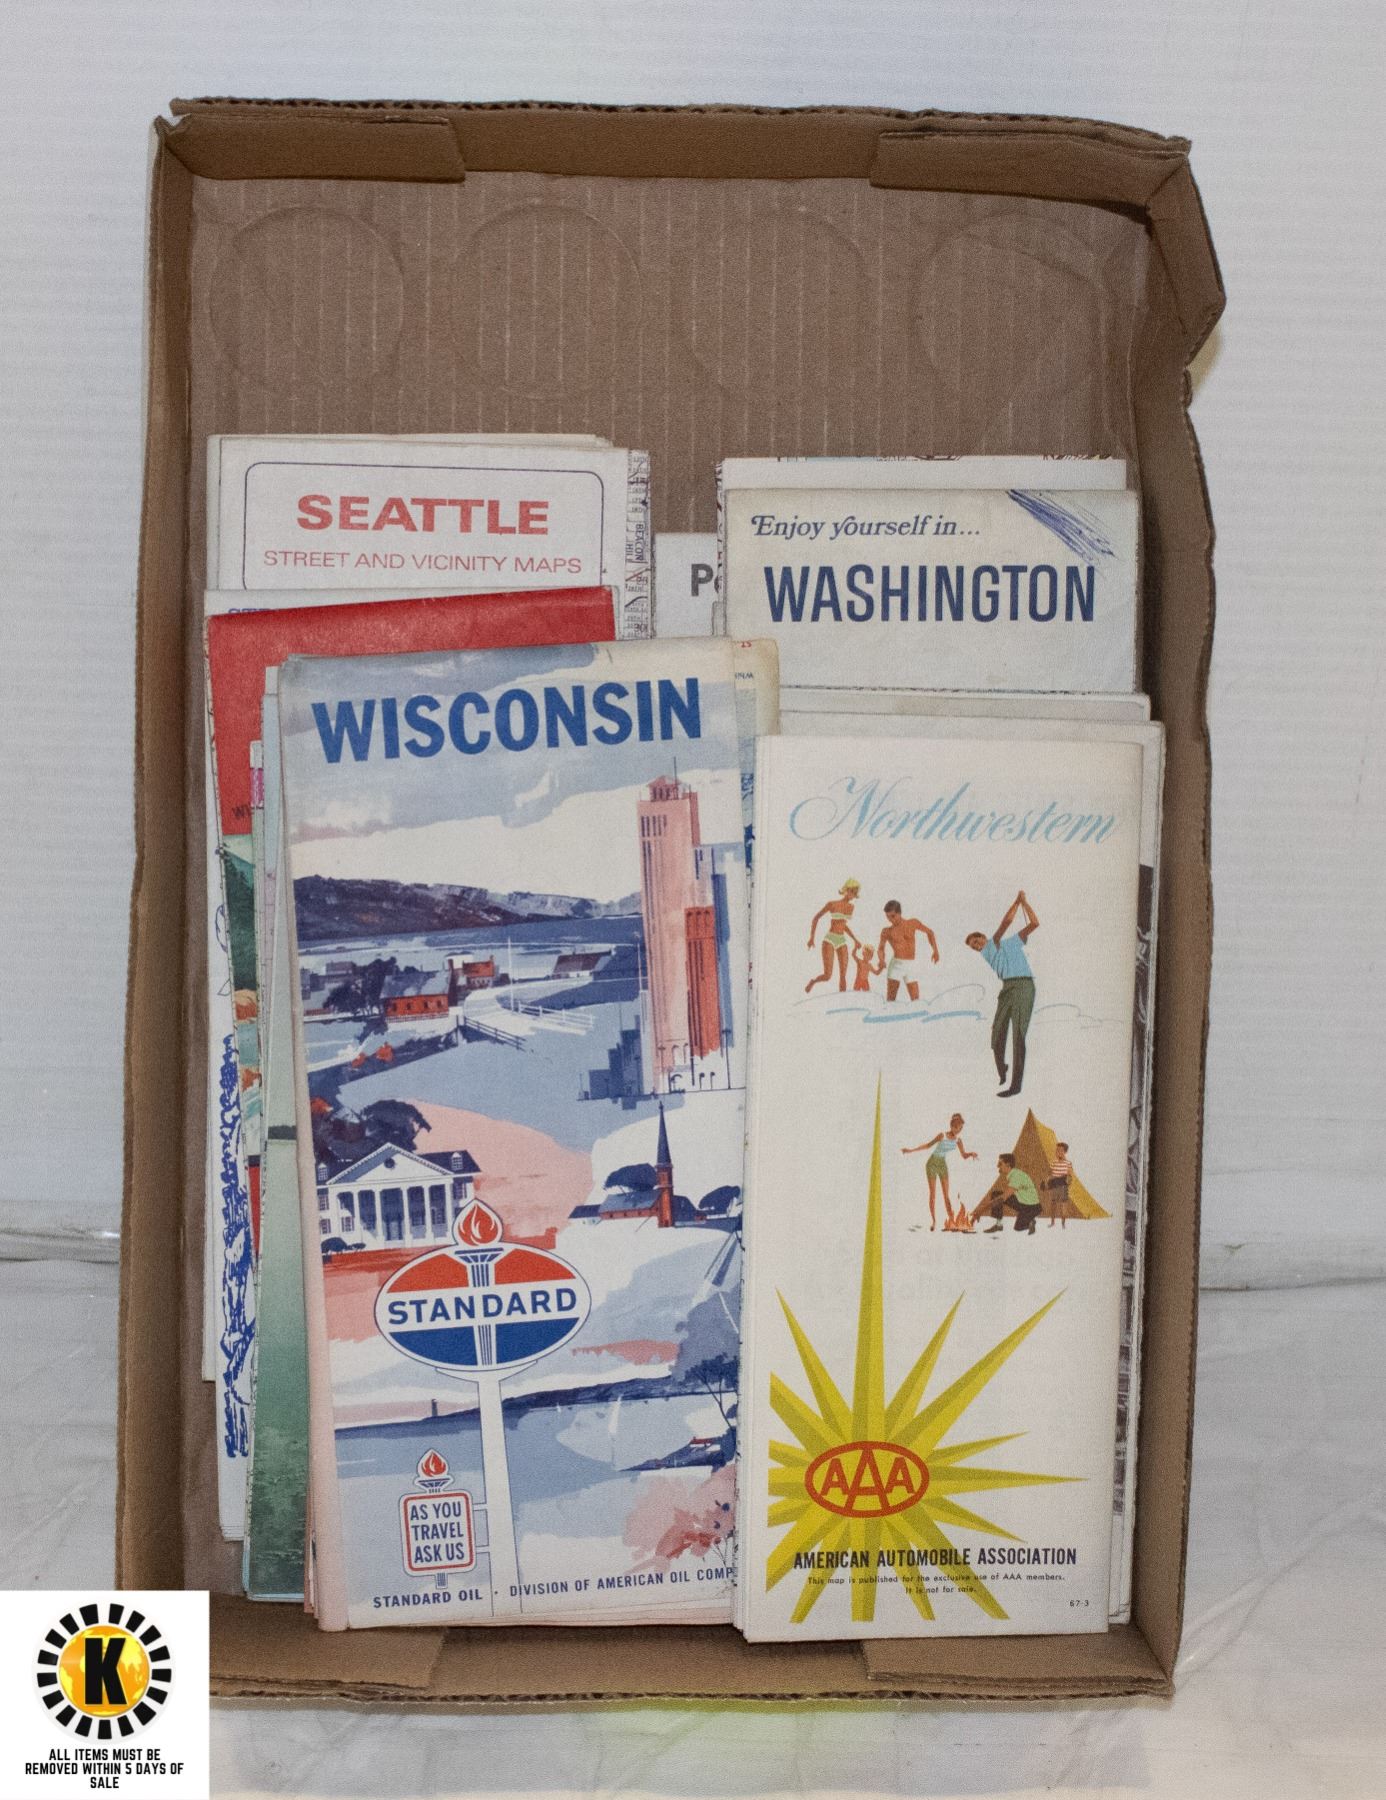 SEATTLE
STREET AND VICINITY MAPS
BEACON
Enjoy yourself in...
WASHINGTON
WISCONSIN
STANDARD
AS YOU
TRAVEL
ASK US
STANDARD OIL · DIVISION OF AMERICAN OIL COMP
Northwestern
AAA
AMERICAN AUTOMOBILE ASSOCIATION
This map is published for the exclusive use of AAA members.
It is not for sale.
67-3
K
ALL ITEMS MUST BE
REMOVED WITHIN 5 DAYS OF
SALE